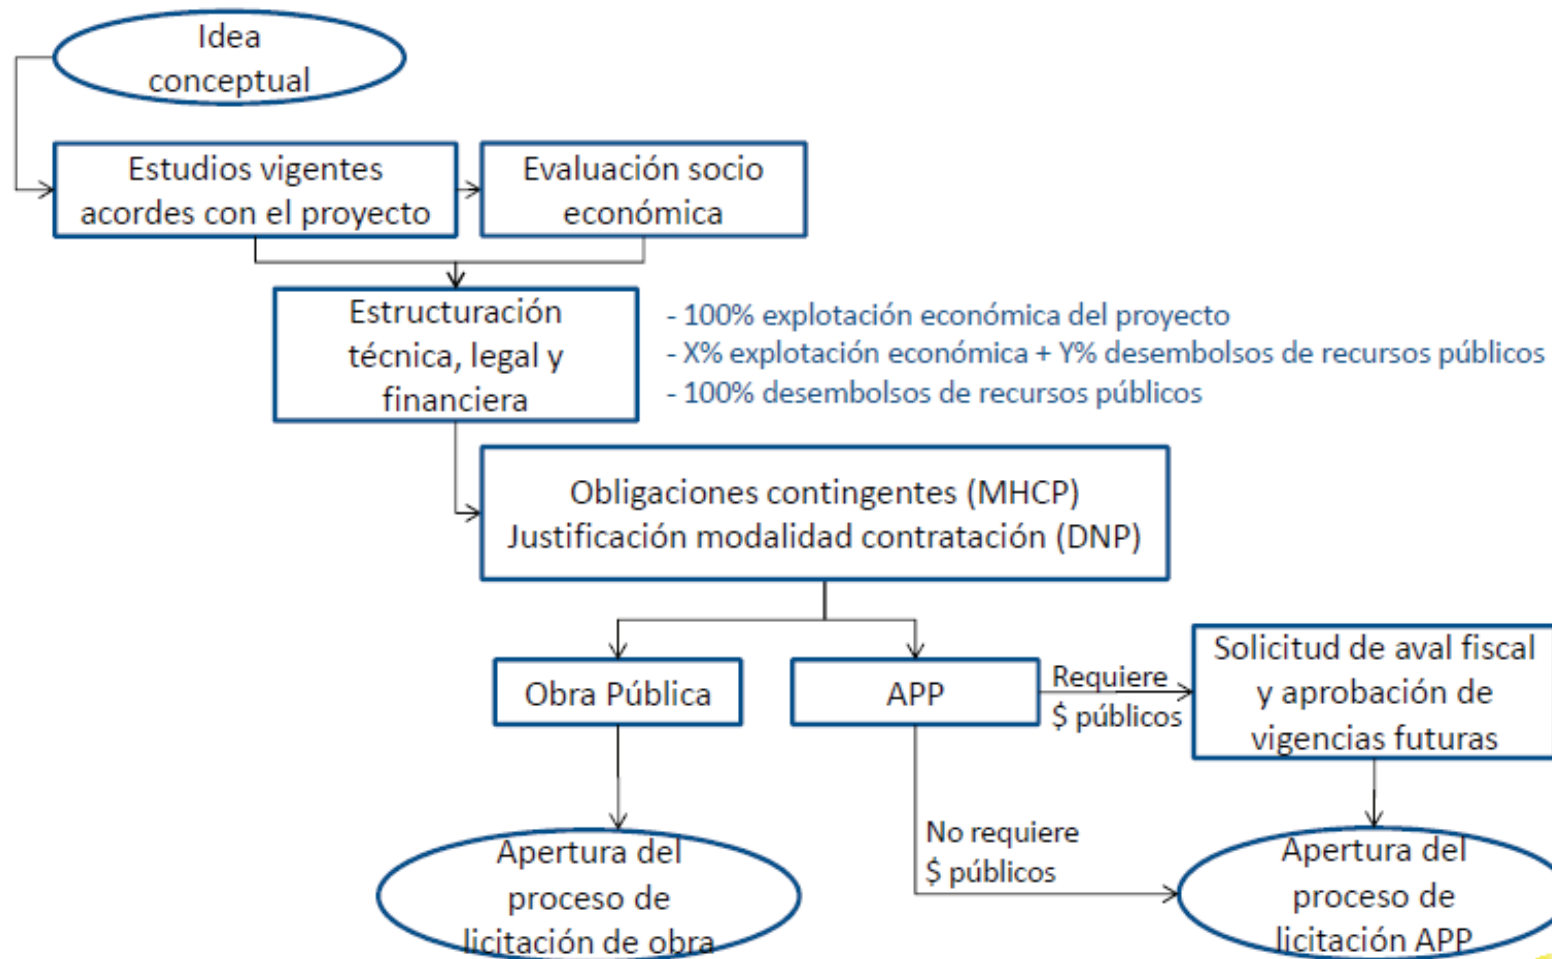 Idea
conceptual
Estudios vigentes
acordes con el proyecto
Evaluación socio
económica
Estructuración
técnica, legal y
financiera
- 100% explotación económica del proyecto
- X% explotación económica + Y% desembolsos de recursos públicos
- 100% desembolsos de recursos públicos
Obligaciones contingentes (MHCP)
Justificación modalidad contratación (DNP)
Obra Pública
APP
Requiere
$ públicos
Solicitud de aval fiscal
y aprobación de
vigencias futuras
No requiere
$ públicos
Apertura del
proceso de
licitación de obra
Apertura del
proceso de
licitación APP